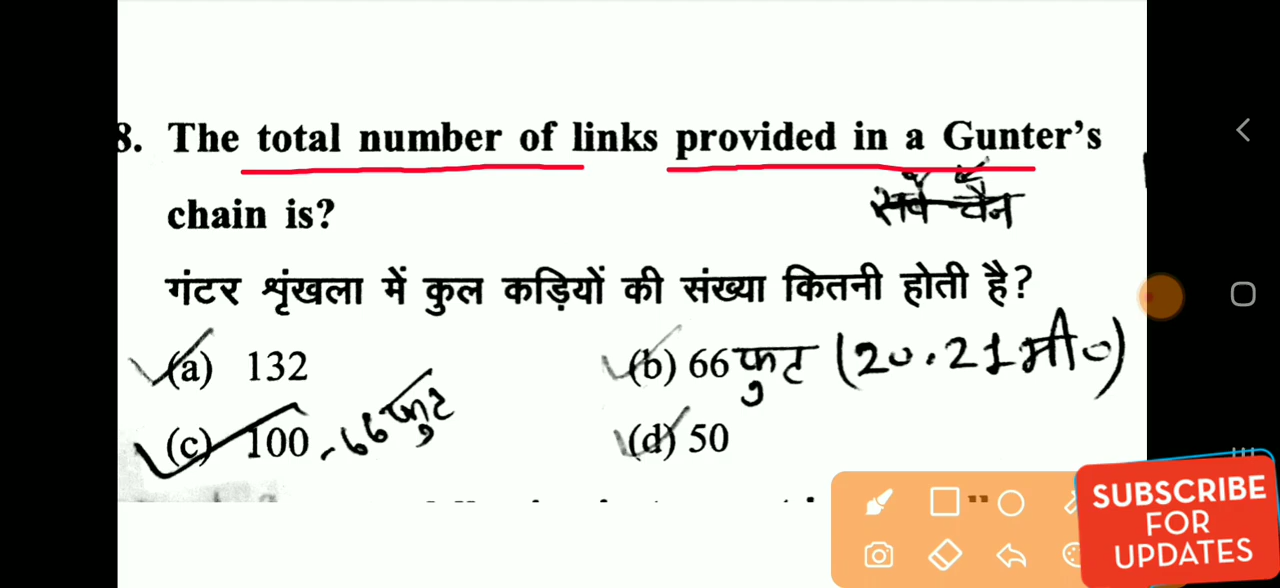 8. The total number of links provided in a Gunter's
chain is?
सर्वे चैन
गंटर शृंखला में कुल कड़ियों की संख्या कितनी होती है?
(a) 132
(b) 66 फुट (20.21 मी०)
(c) 100 - 66 फुट
(d) 50
SUBSCRIBE
FOR
UPDATES